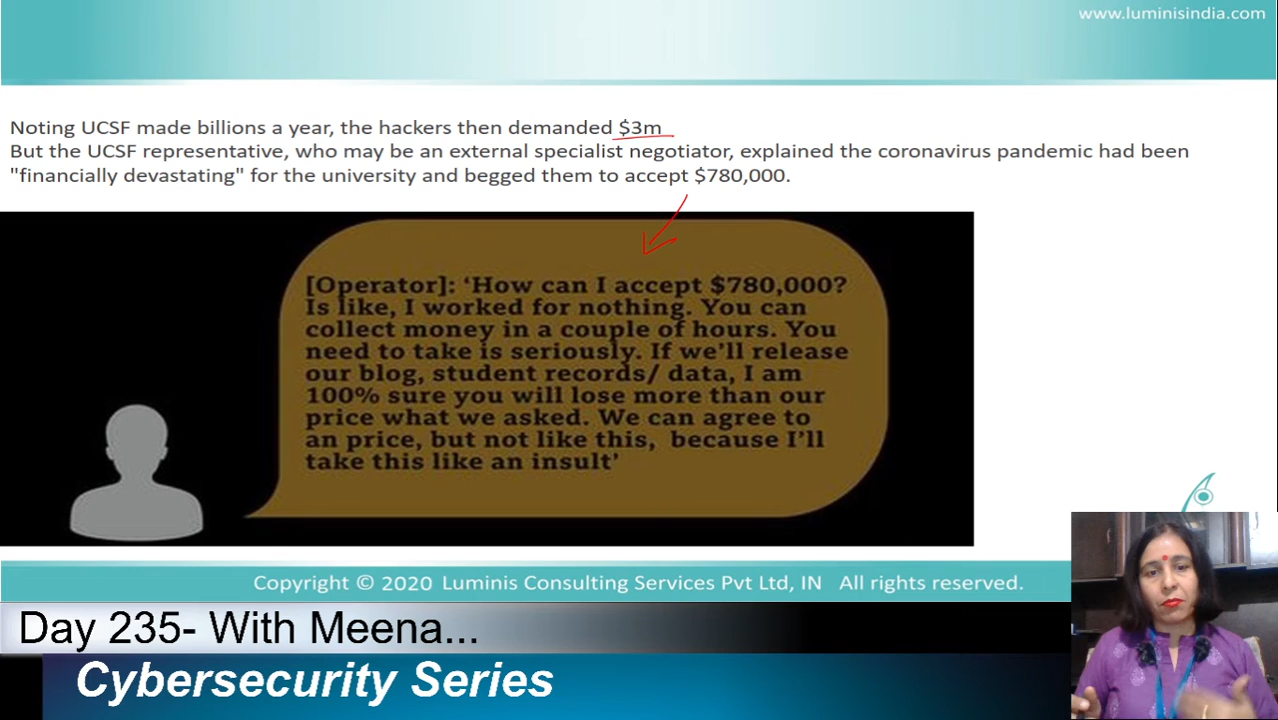 www.luminisindia.com
Noting UCSF made billions a year, the hackers then demanded $3m
But the UCSF representative, who may be an external specialist negotiator, explained the coronavirus pandemic had been
"financially devastating" for the university and begged them to accept $780,000.
[Operator]: ‘How can I accept $780,000?
Is like, I worked for nothing. You can
collect money in a couple of hours. You
need to take is seriously. If we’ll release
our blog, student records/ data, I am
100% sure you will lose more than our
price what we asked. We can agree to
an price, but not like this, because I’ll
take this like an insult’
Copyright © 2020 Luminis Consulting Services Pvt Ltd, IN All rights reserved.
Day 235- With Meena...
Cybersecurity Series